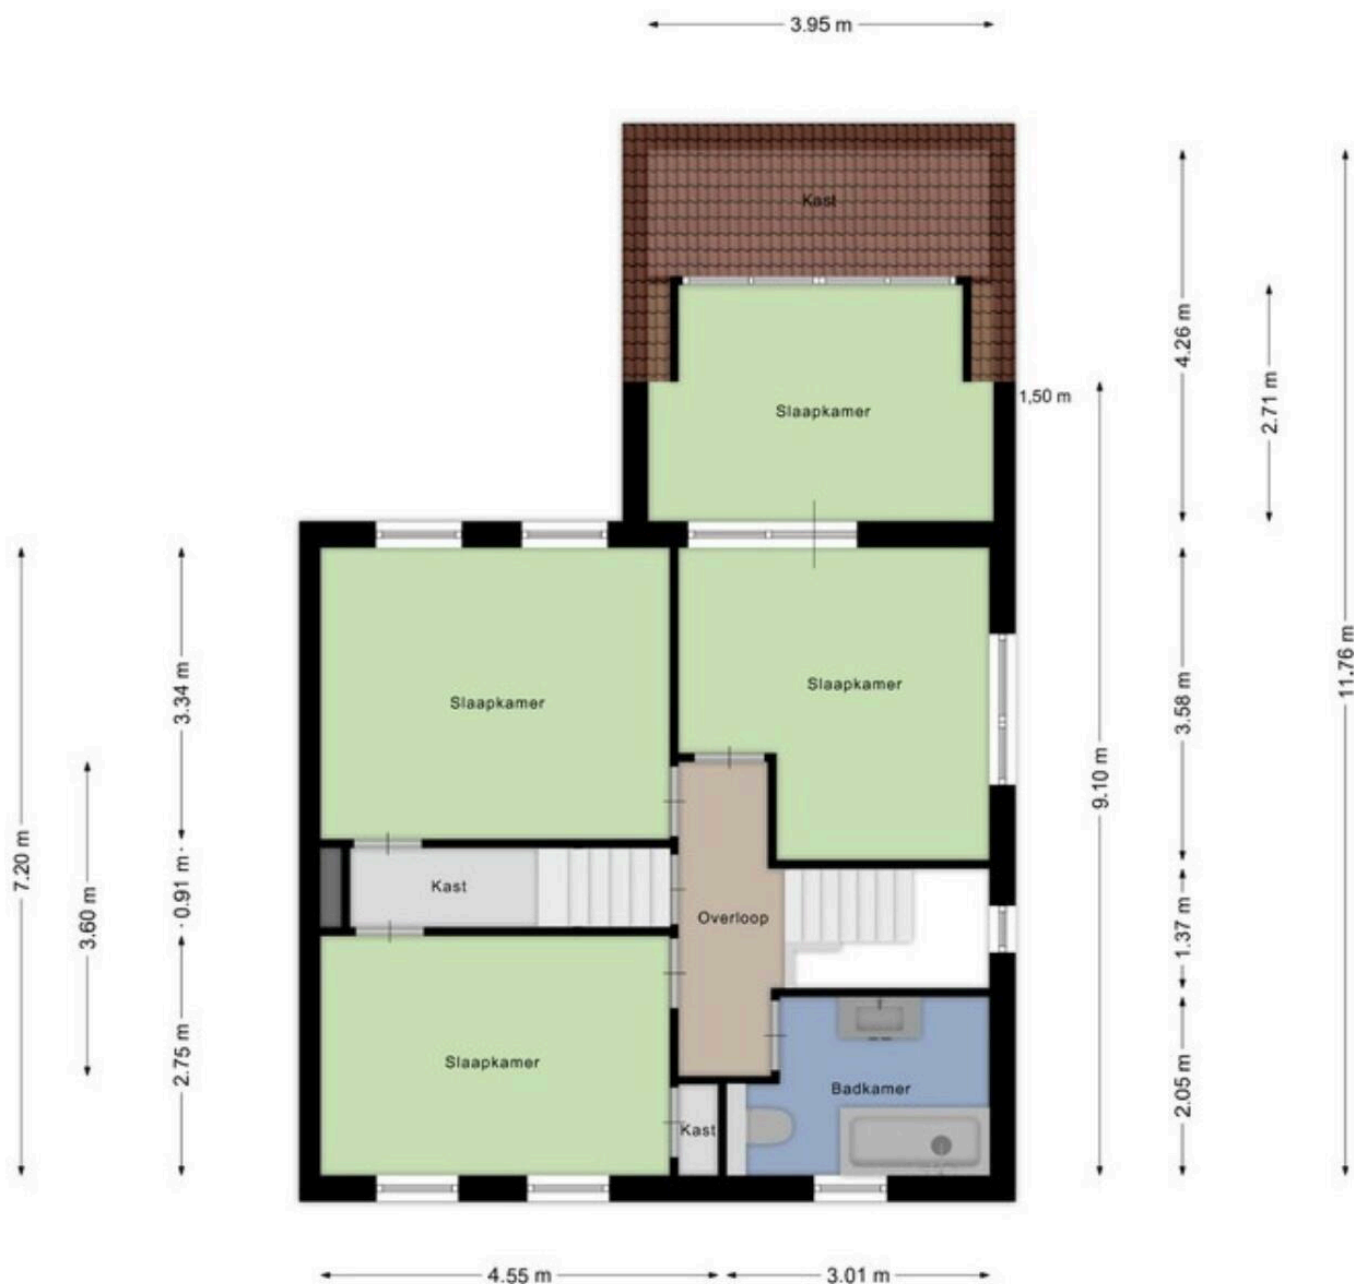 3.95 m
Kast
4.26 m
2.71 m
1,50 m
Slaapkamer
11.76 m
3.34 m
Slaapkamer
Slaapkamer
3.58 m
9.10 m
7.20 m
0.91 m
Kast
3.60 m
Overloop
1.37 m
2.75 m
Slaapkamer
Badkamer
2.05 m
Kast
4.55 m
3.01 m